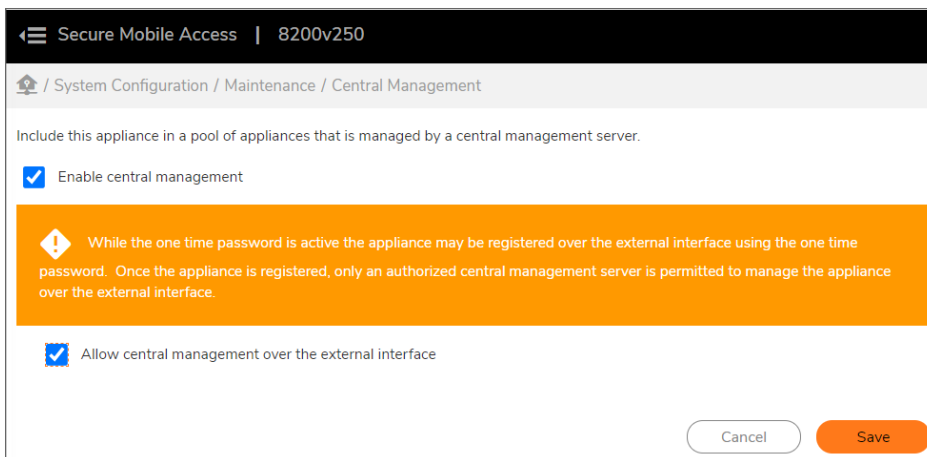 Secure Mobile Access | 8200v250
/ System Configuration / Maintenance / Central Management
Include this appliance in a pool of appliances that is managed by a central management server.
Enable central management
While the one time password is active the appliance may be registered over the external interface using the one time
password. Once the appliance is registered, only an authorized central management server is permitted to manage the appliance
over the external interface.
Allow central management over the external interface
Cancel Save